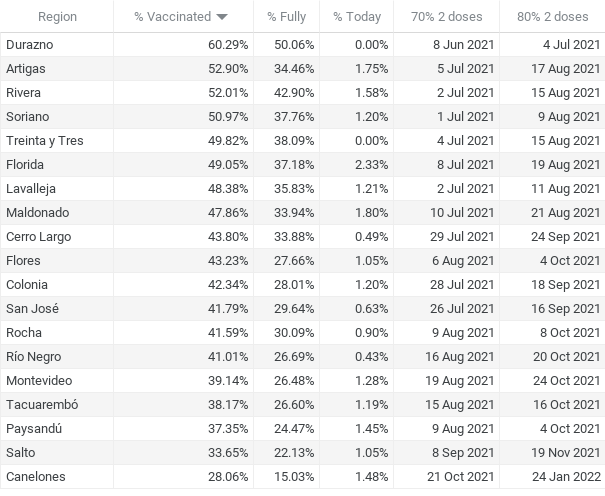 Region % Vaccinated % Fully % Today 70% 2 doses 80% 2 doses
Durazno 60.29% 50.06% 0.00% 8 Jun 2021 4 Jul 2021
Artigas 52.90% 34.46% 1.75% 5 Jul 2021 17 Aug 2021
Rivera 52.01% 42.90% 1.58% 2 Jul 2021 15 Aug 2021
Soriano 50.97% 37.76% 1.20% 1 Jul 2021 9 Aug 2021
Treinta y Tres 49.82% 38.09% 0.00% 4 Jul 2021 15 Aug 2021
Florida 49.05% 37.18% 2.33% 8 Jul 2021 19 Aug 2021
Lavalleja 48.38% 35.83% 1.21% 2 Jul 2021 11 Aug 2021
Maldonado 47.86% 33.94% 1.80% 10 Jul 2021 21 Aug 2021
Cerro Largo 43.80% 33.88% 0.49% 29 Jul 2021 24 Sep 2021
Flores 43.23% 27.66% 1.05% 6 Aug 2021 4 Oct 2021
Colonia 42.34% 28.01% 1.20% 28 Jul 2021 18 Sep 2021
San José 41.79% 29.64% 0.63% 26 Jul 2021 16 Sep 2021
Rocha 41.59% 30.09% 0.90% 9 Aug 2021 8 Oct 2021
Río Negro 41.01% 26.69% 0.43% 16 Aug 2021 20 Oct 2021
Montevideo 39.14% 26.48% 1.28% 19 Aug 2021 24 Oct 2021
Tacuarembó 38.17% 26.60% 1.19% 15 Aug 2021 16 Oct 2021
Paysandú 37.35% 24.47% 1.45% 9 Aug 2021 4 Oct 2021
Salto 33.65% 22.13% 1.05% 8 Sep 2021 19 Nov 2021
Canelones 28.06% 15.03% 1.48% 21 Oct 2021 24 Jan 2022